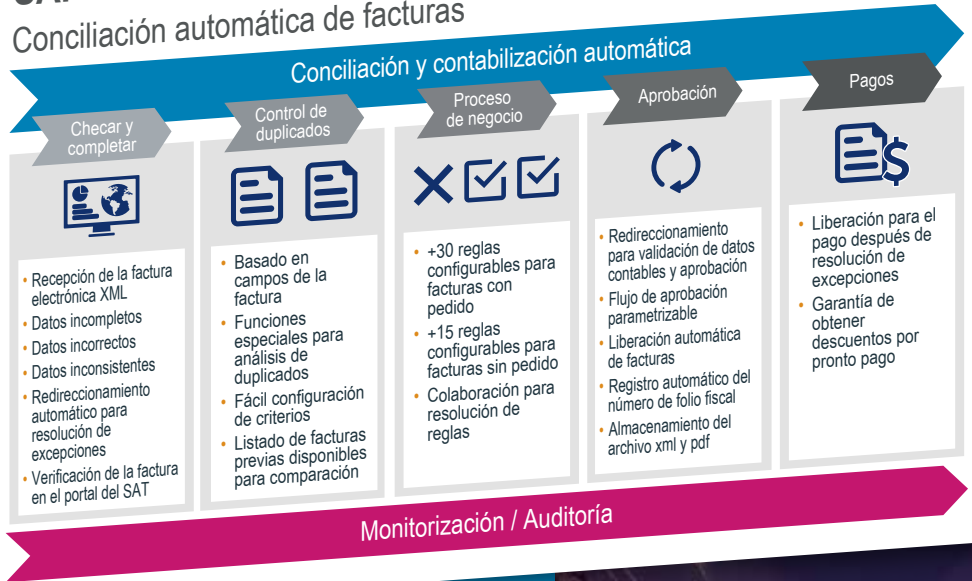 Conciliación automática de facturas
Conciliación y contabilización automática
Checar y
completar
• Recepción de la factura
electrónica XML
• Datos incompletos
• Datos incorrectos
• Datos inconsistentes
• Redireccionamiento
automático para
resolución de
excepciones
• Verificación de la factura
en el portal del SAT
Control de
duplicados
• Basado en
campos de la
factura
• Funciones
especiales para
análisis de
duplicados
• Fácil configuración
de criterios
• Listado de facturas
previas disponibles
para comparación
Proceso
de negocio
• +30 reglas
configurables para
facturas con
pedido
• +15 reglas
configurables para
facturas sin pedido
• Colaboración para
resolución de
reglas
Aprobación
• Redireccionamiento
para validación de datos
contables y aprobación
• Flujo de aprobación
parametrizable
• Liberación automática
de facturas
• Registro automático del
número de folio fiscal
• Almacenamiento del
archivo xml y pdf
Pagos
$
• Liberación para el
pago después de
resolución de
excepciones
• Garantía de
obtener
descuentos por
pronto pago
Monitorización / Auditoría